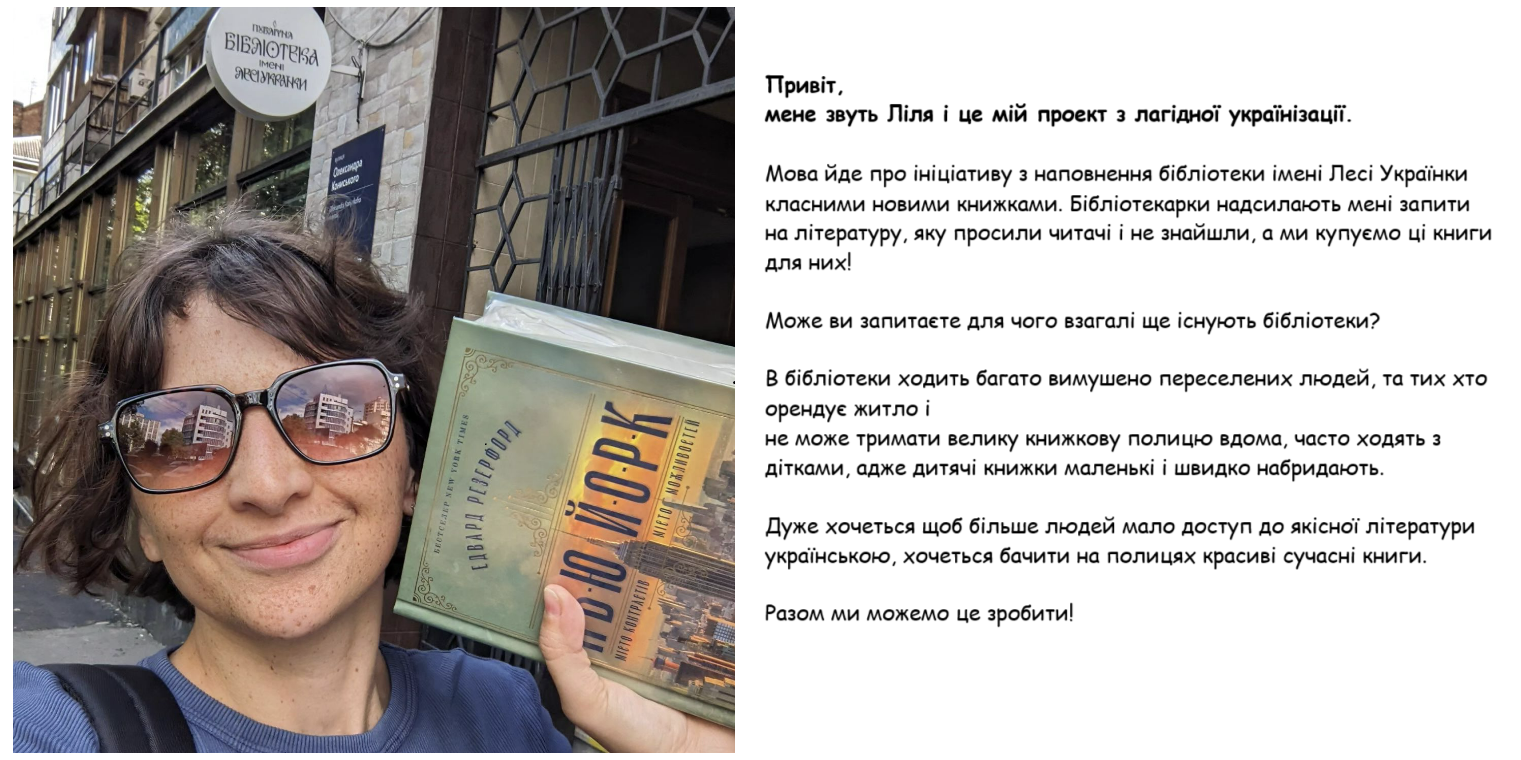 ПУБЛІЧНА
БІБЛІОТЕКА
ІМЕНІ
ЛЕСІ УКРАЇНКИ
вулиця
Олександра
Кониського
БЕСТСЕЛЕР NEW YORK TIMES
ЕДВАРД РЕЗЕРФОРД
НЬЮ-ЙОРК
МІСТО МОЖЛИВОСТЕЙ
МІСТО КОНТРАСТІВ
Привіт,
мене звуть Ліля і це мій проект з лагідної українізації.
Мова йде про ініціативу з наповнення бібліотеки імені Лесі Українки
класними новими книжками. Бібліотекарки надсилають мені запити
на літературу, яку просили читачі і не знайшли, а ми купуємо ці книги
для них!
Може ви запитаєте для чого взагалі ще існують бібліотеки?
В бібліотеки ходить багато вимушено переселених людей, та тих хто
орендує житло і
не може тримати велику книжкову полицю вдома, часто ходять з
дітками, адже дитячі книжки маленькі і швидко набридають.
Дуже хочеться щоб більше людей мало доступ до якісної літератури
українською, хочеться бачити на полицях красиві сучасні книги.
Разом ми можемо це зробити!